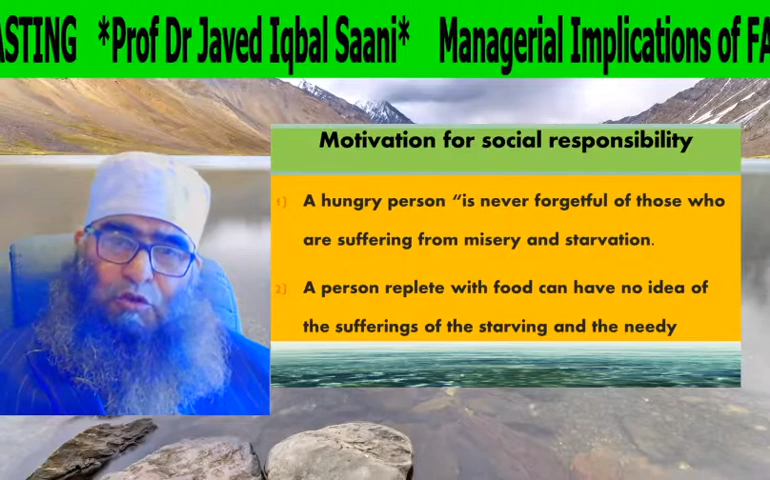 ASTING *Prof Dr Javed Iqbal Saani* Managerial Implications of FA
Motivation for social responsibility
1) A hungry person “is never forgetful of those who
are suffering from misery and starvation.
2) A person replete with food can have no idea of
the sufferings of the starving and the needy